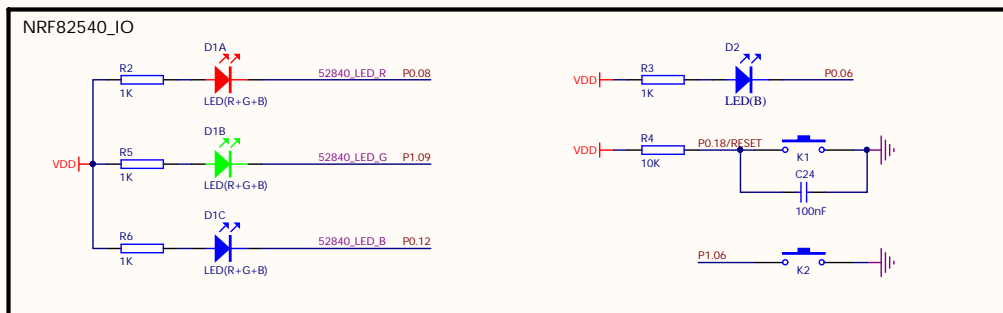 NRF82540_IO
D1A
R2
52840_LED_R P0.08
1K
LED(R+G+B)
D1B
VDD
R5
52840_LED_G P1.09
1K
LED(R+G+B)
D1C
R6
52840_LED_B P0.12
1K
LED(R+G+B)
D2
VDD
R3
P0.06
1K
LED(B)
VDD
R4
P0.18/RESET
10K
K1
C24
100nF
P1.06
K2